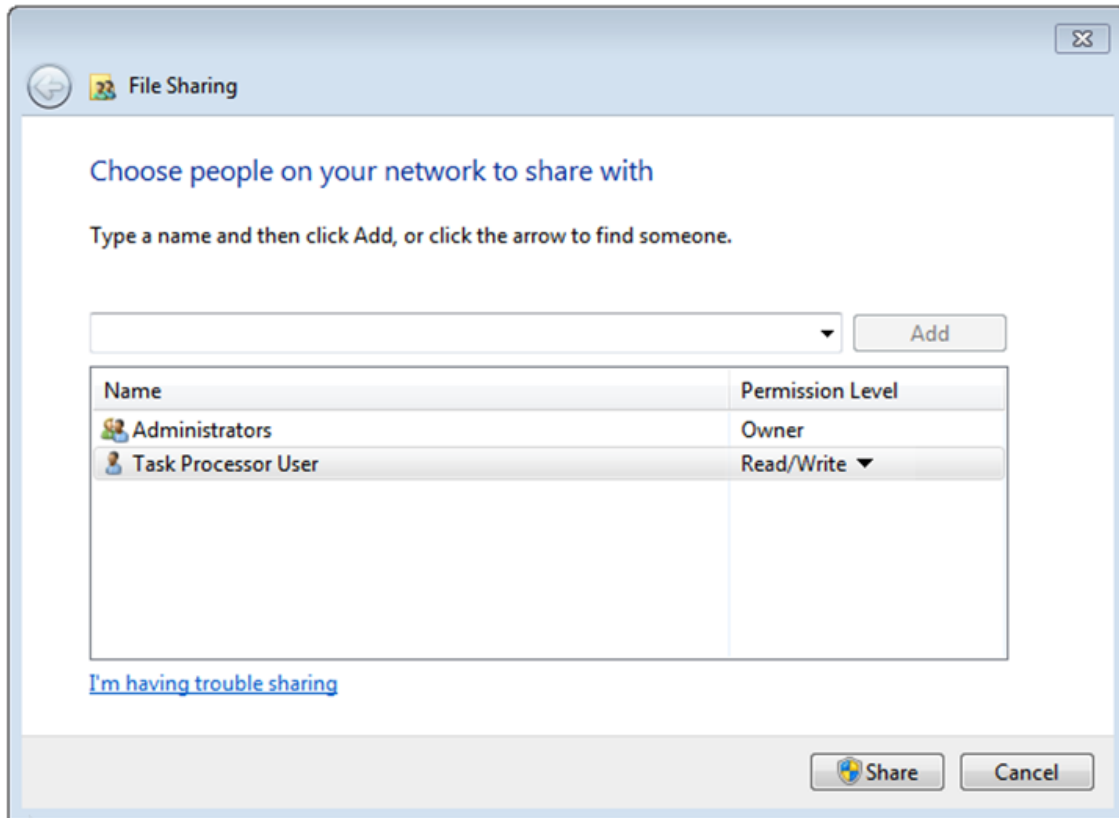 File Sharing
Choose people on your network to share with
Type a name and then click Add, or click the arrow to find someone.
Add
Name Permission Level
Administrators Owner
Task Processor User Read/Write
I'm having trouble sharing
Share Cancel